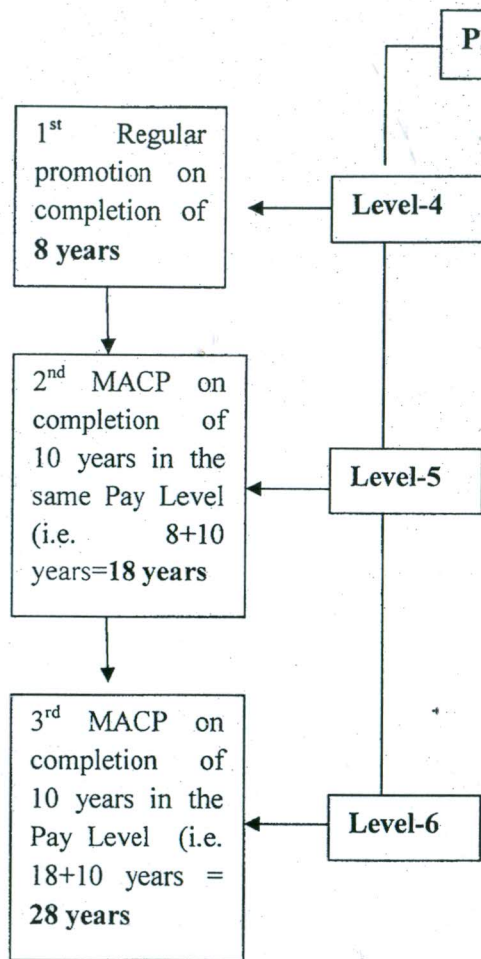 P
1st Regular
promotion on
completion of
8 years
Level-4
2nd MACP on
completion of
10 years in the
same Pay Level
(i.e. 8+10
years=18 years
Level-5
3rd MACP on
completion of
10 years in the
Pay Level (i.e.
18+10 years =
28 years
Level-6